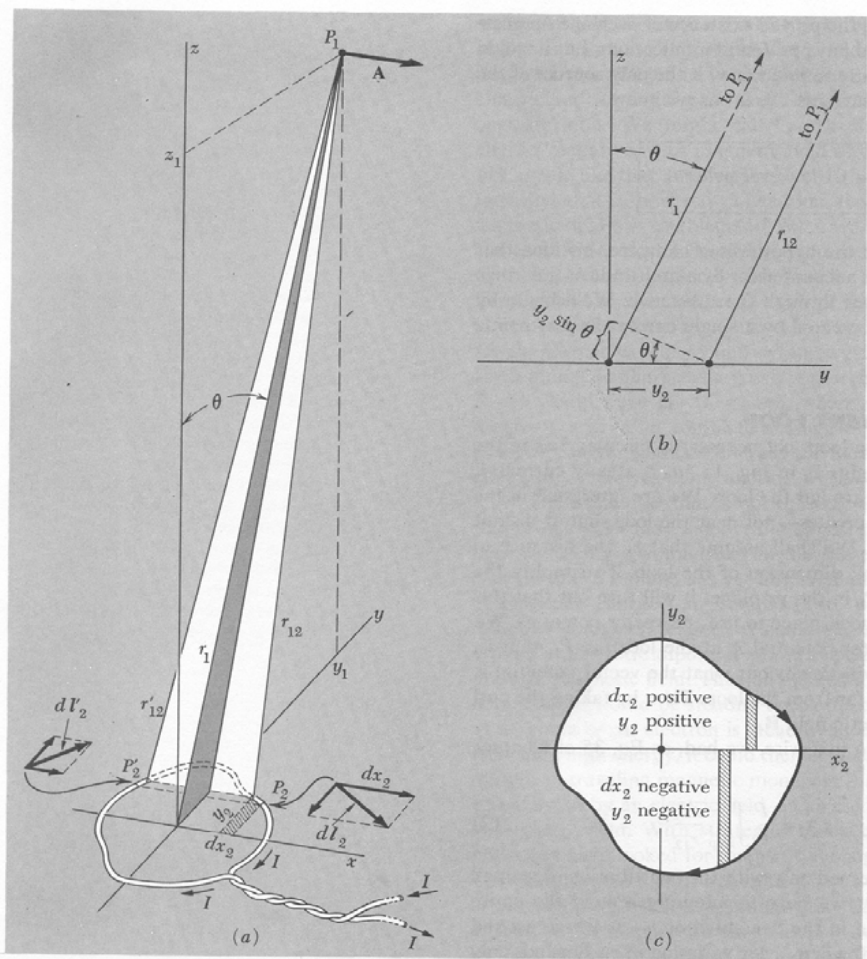 z
P₁
A
z₁
θ
r₁
r₁₂
r′₁₂
y
y₁
dl′₂
P′₂
P₂
dx₂
y₂
dl₂
dx₂
x
I
I
I
I
(a)
z
to P₁
to P₁
θ
r₁
r₁₂
y₂ sin θ
θ
y₂
y
(b)
y₂
dx₂ positive
y₂ positive
x₂
dx₂ negative
y₂ negative
(c)